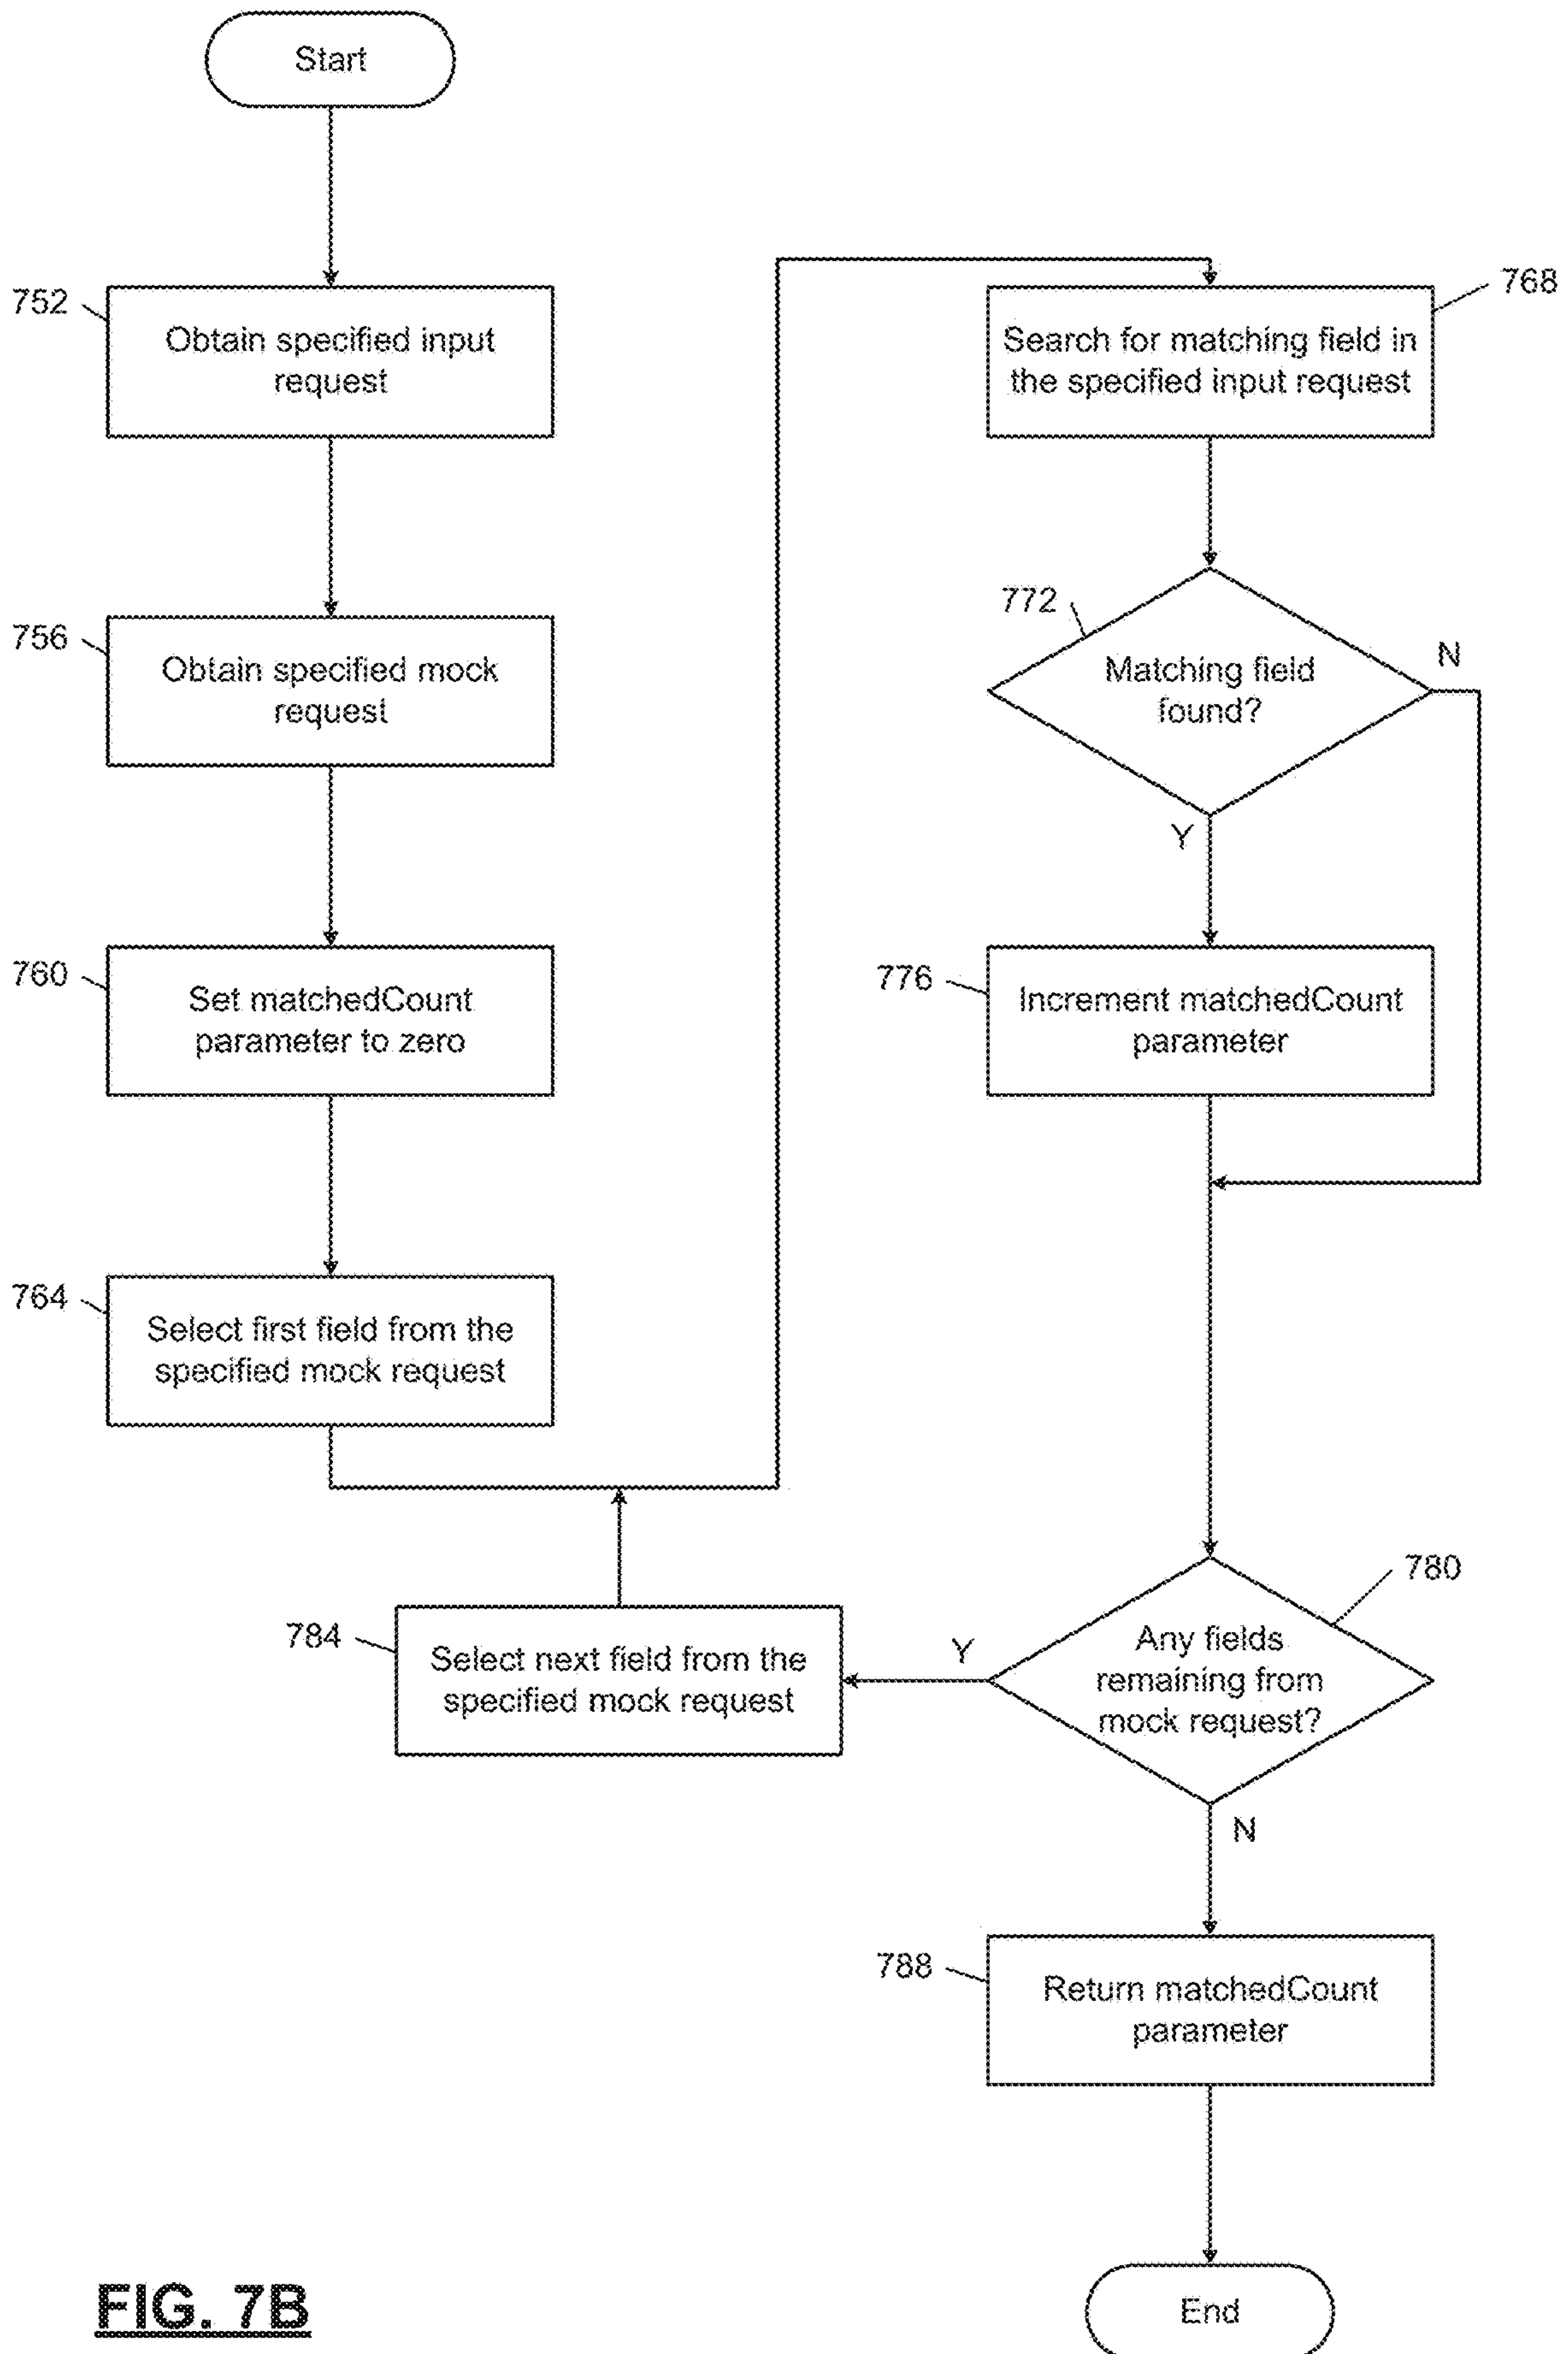 Start
752
Obtain specified input
request
756
Obtain specified mock
request
760
Set matchedCount
parameter to zero
764
Select first field from the
specified mock request
768
Search for matching field in
the specified input request
772
Matching field
found?
N
Y
776
Increment matchedCount
parameter
780
Any fields
remaining from
mock request?
Y
784
Select next field from the
specified mock request
N
788
Return matchedCount
parameter
End
FIG. 7B